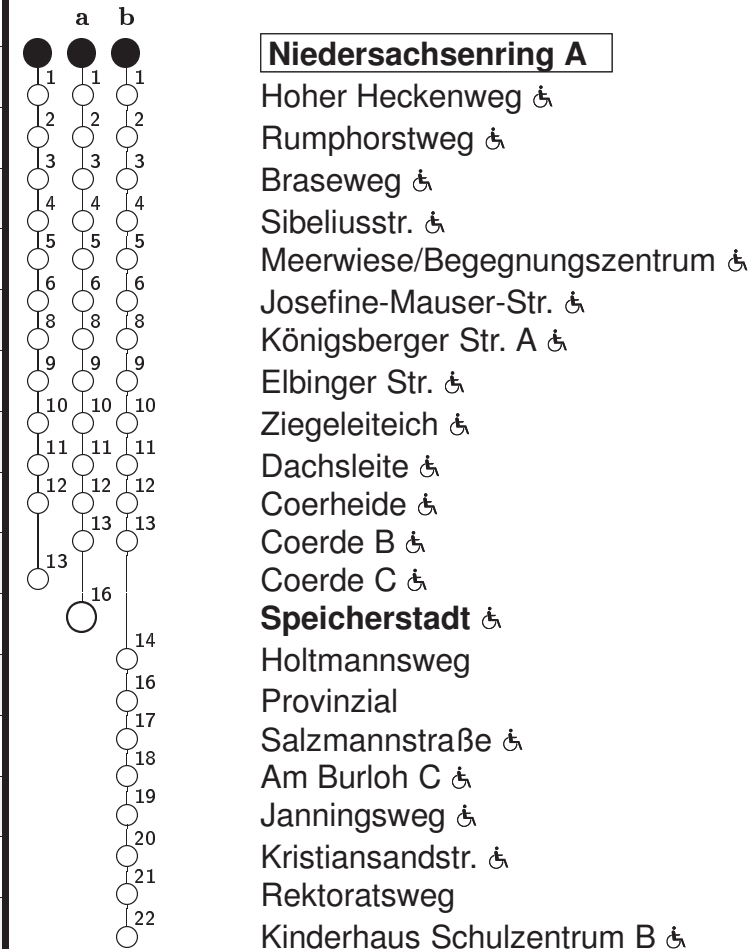 a b
Niedersachsenring A
1 1 1 Hoher Heckenweg
2 2 2 Rumphorstweg
3 3 3 Braseweg
4 4 4 Sibeliusstr.
5 5 5 Meerwiese/Begegnungszentrum
6 6 6 Josefine-Mauser-Str.
8 8 8 Königsberger Str. A
9 9 9 Elbinger Str.
10 10 10 Ziegeleiteich
11 11 11 Dachsleite
12 12 12 Coerheide
13 13 Coerde B
13 Coerde C
16 Speicherstadt
14 Holtmannsweg
16 Provinzial
17 Salzmannstraße
18 Am Burloh C
19 Janningsweg
20 Kristiansandstr.
21 Rektoratsweg
22 Kinderhaus Schulzentrum B